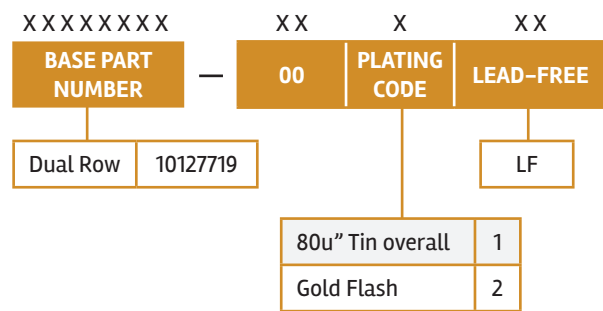 XXXXXXXX XX X XX
BASE PART NUMBER — 00 PLATING CODE LEAD-FREE
Dual Row 10127719 LF
80u” Tin overall 1
Gold Flash 2